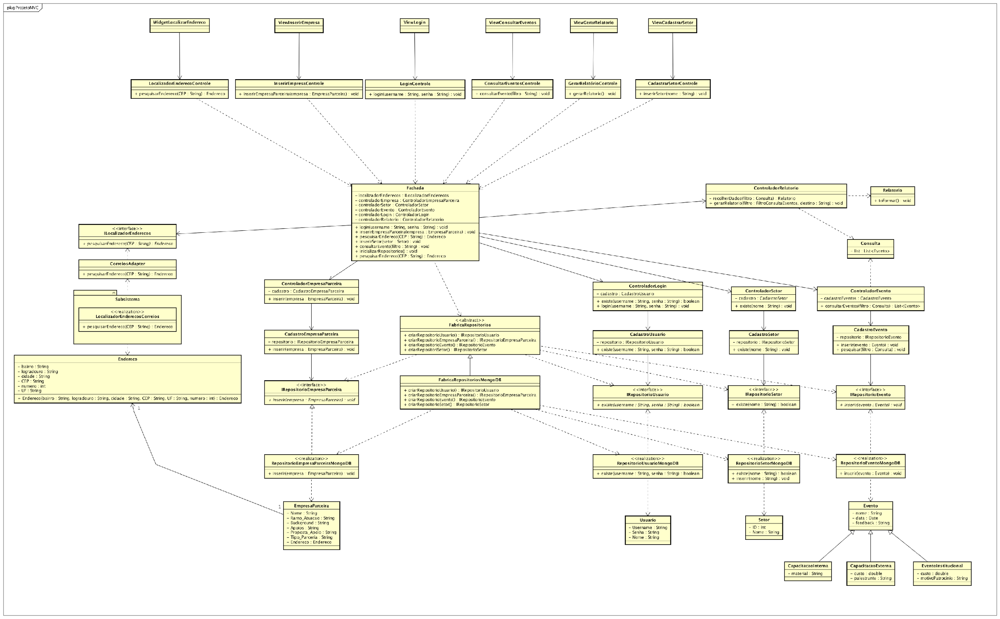 pkg ProjetoMVC
WidgetLocalizarEndereco
ViewInserirEmpresa
ViewLogin
ViewConsultarEventos
ViewGerarRelatorio
ViewCadastrarSetor
LocalizadorEnderecoControle
+ pesquisarEndereco(CEP : String) : Endereco
InserirEmpresaControle
+ inserirEmpresaParceira(empresa : EmpresaParceira) : void
LoginControle
+ login(username : String, senha : String) : void
ConsultarEventosControle
+ consultarEvento(filtro : String) : void
GerarRelatórioControle
+ gerarRelatorio() : void
CadastrarSetorControle
+ inserirSetor(nome : String) : void
Fachada
- localizadorEnderecos : ILocalizadorEnderecos
- controladorEmpresa : ControladorEmpresaParceira
- controladorSetor : ControladorSetor
- controladorEvento : ControladorEvento
- controladorLogin : ControladorLogin
- controladorRelatorio : ControladorRelatorio
+ login(username : String, senha : String) : void
+ inserirEmpresaParceira(empresa : EmpresaParceira) : void
+ pesquisarEndereco(CEP : String) : Endereco
+ inserirSetor(setor : Setor) : void
+ consultarEvento(filtro : String) : void
+ inicializarRepositorios() : void
+ pesquisarEndereco(CEP : String) : Endereco
ControladorRelatorio
- recolherDados(filtro : Consulta) : Relatorio
+ gerarRelatorio(filtro : FiltroConsultaEventos, destino : String) : void
Relatorio
+ toFormat() : void
<<interface>>
ILocalizadorEnderecos
+ pesquisarEndereco(CEP : String) : Endereco
Consulta
- list : List<Evento>
CorreiosAdapter
+ pesquisarEndereco(CEP : String) : Endereco
Subsistema
<<realization>>
LocalizadorEnderecosCorreios
+ pesquisarEndereco(CEP : String) : Endereco
ControladorEmpresaParceira
- cadastro : CadastroEmpresaParceira
+ inserir(empresa : EmpresaParceira) : void
ControladorLogin
- cadastro : CadastroUsuario
+ existe(username : String, senha : String) : boolean
+ login(username : String, senha : String) : void
ControladorSetor
- cadastro : CadastroSetor
+ existe(nome : String) : void
ControladorEvento
- cadastroEventos : CadastroEvento
+ consultarEventos(filtro : Consulta) : List<Evento>
<<abstract>>
FabricaRepositorios
+ criarRepositorioUsuario() : IRepositorioUsuario
+ criarRepositorioEmpresaParceira() : IRepositorioEmpresaParceira
+ criarRepositorioEvento() : IRepositorioEvento
+ criarRepositoriSetor() : IRepositorioSetor
CadastroEmpresaParceira
- repositorio : IRepositorioEmpresaParceira
+ inserir(empresa : EmpresaParceira) : void
CadastroUsuario
- repositorio : IRepositorioUsuario
+ existe(username : String, senha : String) : boolean
CadastroSetor
- repositorio : IRepositorioSetor
+ existe(nome : String) : void
CadastroEvento
- repositorio : IRepositorioEvento
+ inserir(evento : Evento) : void
+ pesquisar(filtro : Consulta) : void
Endereco
- bairro : String
- logradouro : String
- cidade : String
- CEP : String
- numero : int
- UF : String
+ Endereco(bairro : String, logradouro : String, cidade : String, CEP : String, UF : String, numero : int) : Endereco
1
<<interface>>
IRepositorioEmpresaParceira
+ inserir(empresa : EmpresaParceira) : void
FabricaRepositoriosMongoDB
+ criarRepositorioUsuario() : IRepositorioUsuario
+ criarRepositorioEmpresaParceira() : IRepositorioEmpresaParceira
+ criarRepositorioEvento() : IRepositorioEvento
+ criarRepositorioSetor() : IRepositorioSetor
<<interface>>
IRepositorioUsuario
+ existe(username : String, senha : String) : boolean
<<interface>>
IRepositorioSetor
+ existe(nome : String) : boolean
<<interface>>
IRepositorioEvento
+ inserir(evento : Evento) : void
<<realization>>
RepositorioEmpresaParceiraMongoDB
+ inserir(empresa : EmpresaParceira) : void
<<realization>>
RepositorioUsuarioMongoDB
+ existe(username : String, senha : String) : boolean
<<realization>>
RepositorioSetorMongoDB
+ existe(nome : String) : boolean
+ inserir(nome : String) : void
<<realization>>
RepositorioEventoMongoDB
+ inserir(evento : Evento) : void
1
EmpresaParceira
- Nome : String
- Ramo_Atuacao : String
- Background : String
- Apoios : String
- Proposta_Apoio : String
- Tipo_Parceria : String
- Endereco : Endereco
Usuario
- Username : String
- Senha : String
- Nome : String
Setor
- ID : int
- Nome : String
Evento
- nome : String
- data : Date
- feedback : String
CapacitacaoInterna
- material : String
CapacitacaoExterna
- custo : double
- palestrante : String
EventoInstitucional
- custo : double
- motivoPatrocinio : String